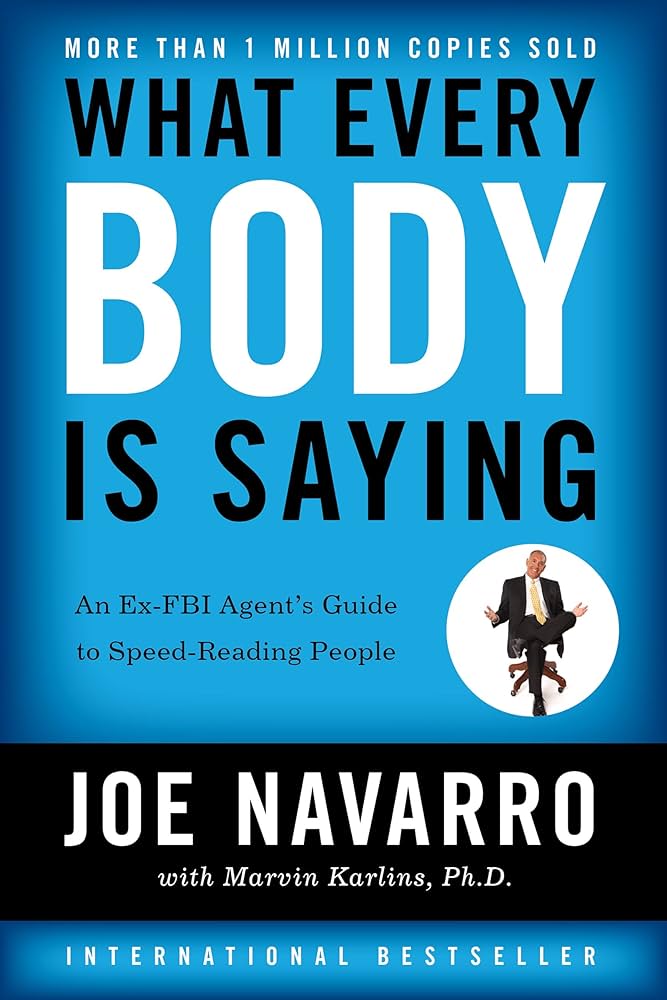 MORE THAN 1 MILLION COPIES SOLD
WHAT EVERY
BODY
IS SAYING
An Ex-FBI Agent's Guide
to Speed-Reading People
JOE NAVARRO
with Marvin Karlins, Ph.D.
INTERNATIONAL BESTSELLER